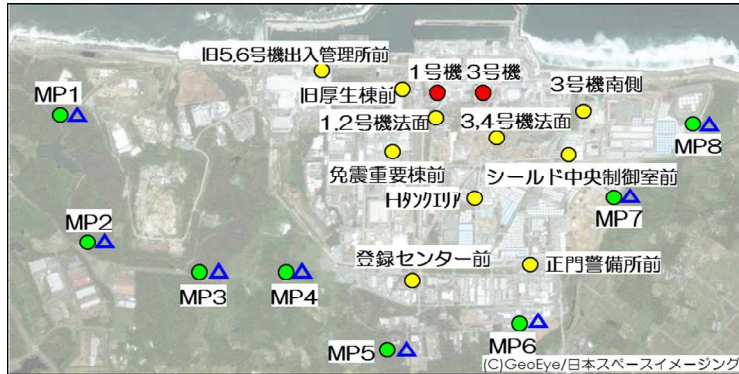 旧5.6号機出入管理所前
1号機
3号機
3号機南側
MP1
旧厚生棟前
1.2号機法面
3,4号機法面
MP8
免震重要棟前
シールド中央制御室前
Hタンクエリア
MP7
MP2
登録センター前
正門警備所前
MP3
MP4
MP5
MP6
(C)GeoEye/日本スペースイメージング